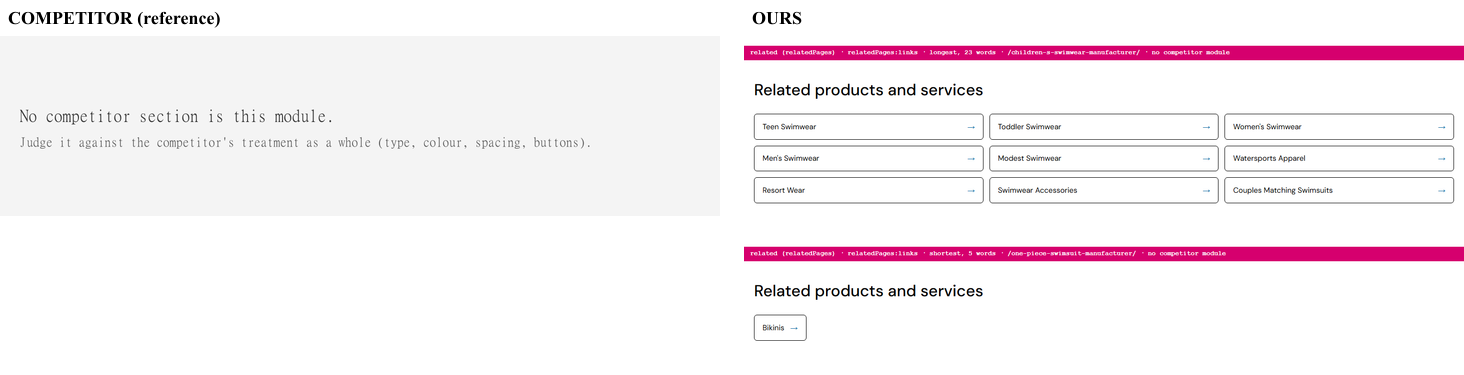 COMPETITOR (reference)
No competitor section is this module.
Judge it against the competitor's treatment as a whole (type, colour, spacing, buttons).
OURS
related (relatedPages) · relatedPages:links · longest, 23 words · /children-s-swimwear-manufacturer/ · no competitor module
Related products and services
Teen Swimwear →
Toddler Swimwear →
Women's Swimwear →
Men's Swimwear →
Modest Swimwear →
Watersports Apparel →
Resort Wear →
Swimwear Accessories →
Couples Matching Swimsuits →
related (relatedPages) · relatedPages:links · shortest, 5 words · /one-piece-swimsuit-manufacturer/ · no competitor module
Related products and services
Bikinis →